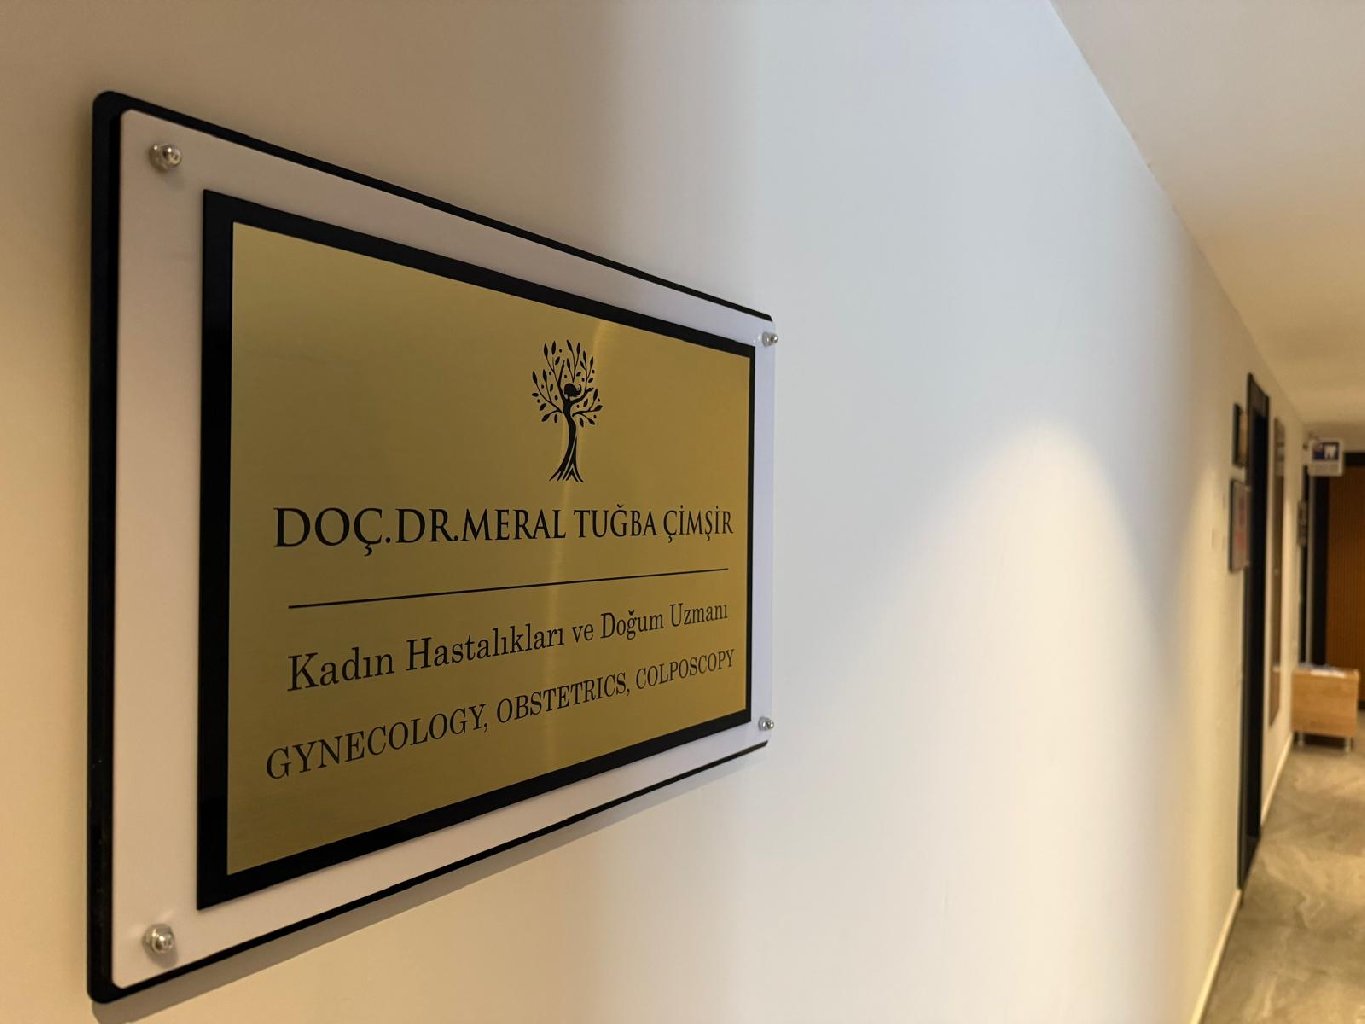 DOÇ.DR.MERAL TUĞBA ÇİMŞİR
Kadın Hastalıkları ve Doğum Uzmanı
GYNECOLOGY, OBSTETRICS, COLPOSCOPY